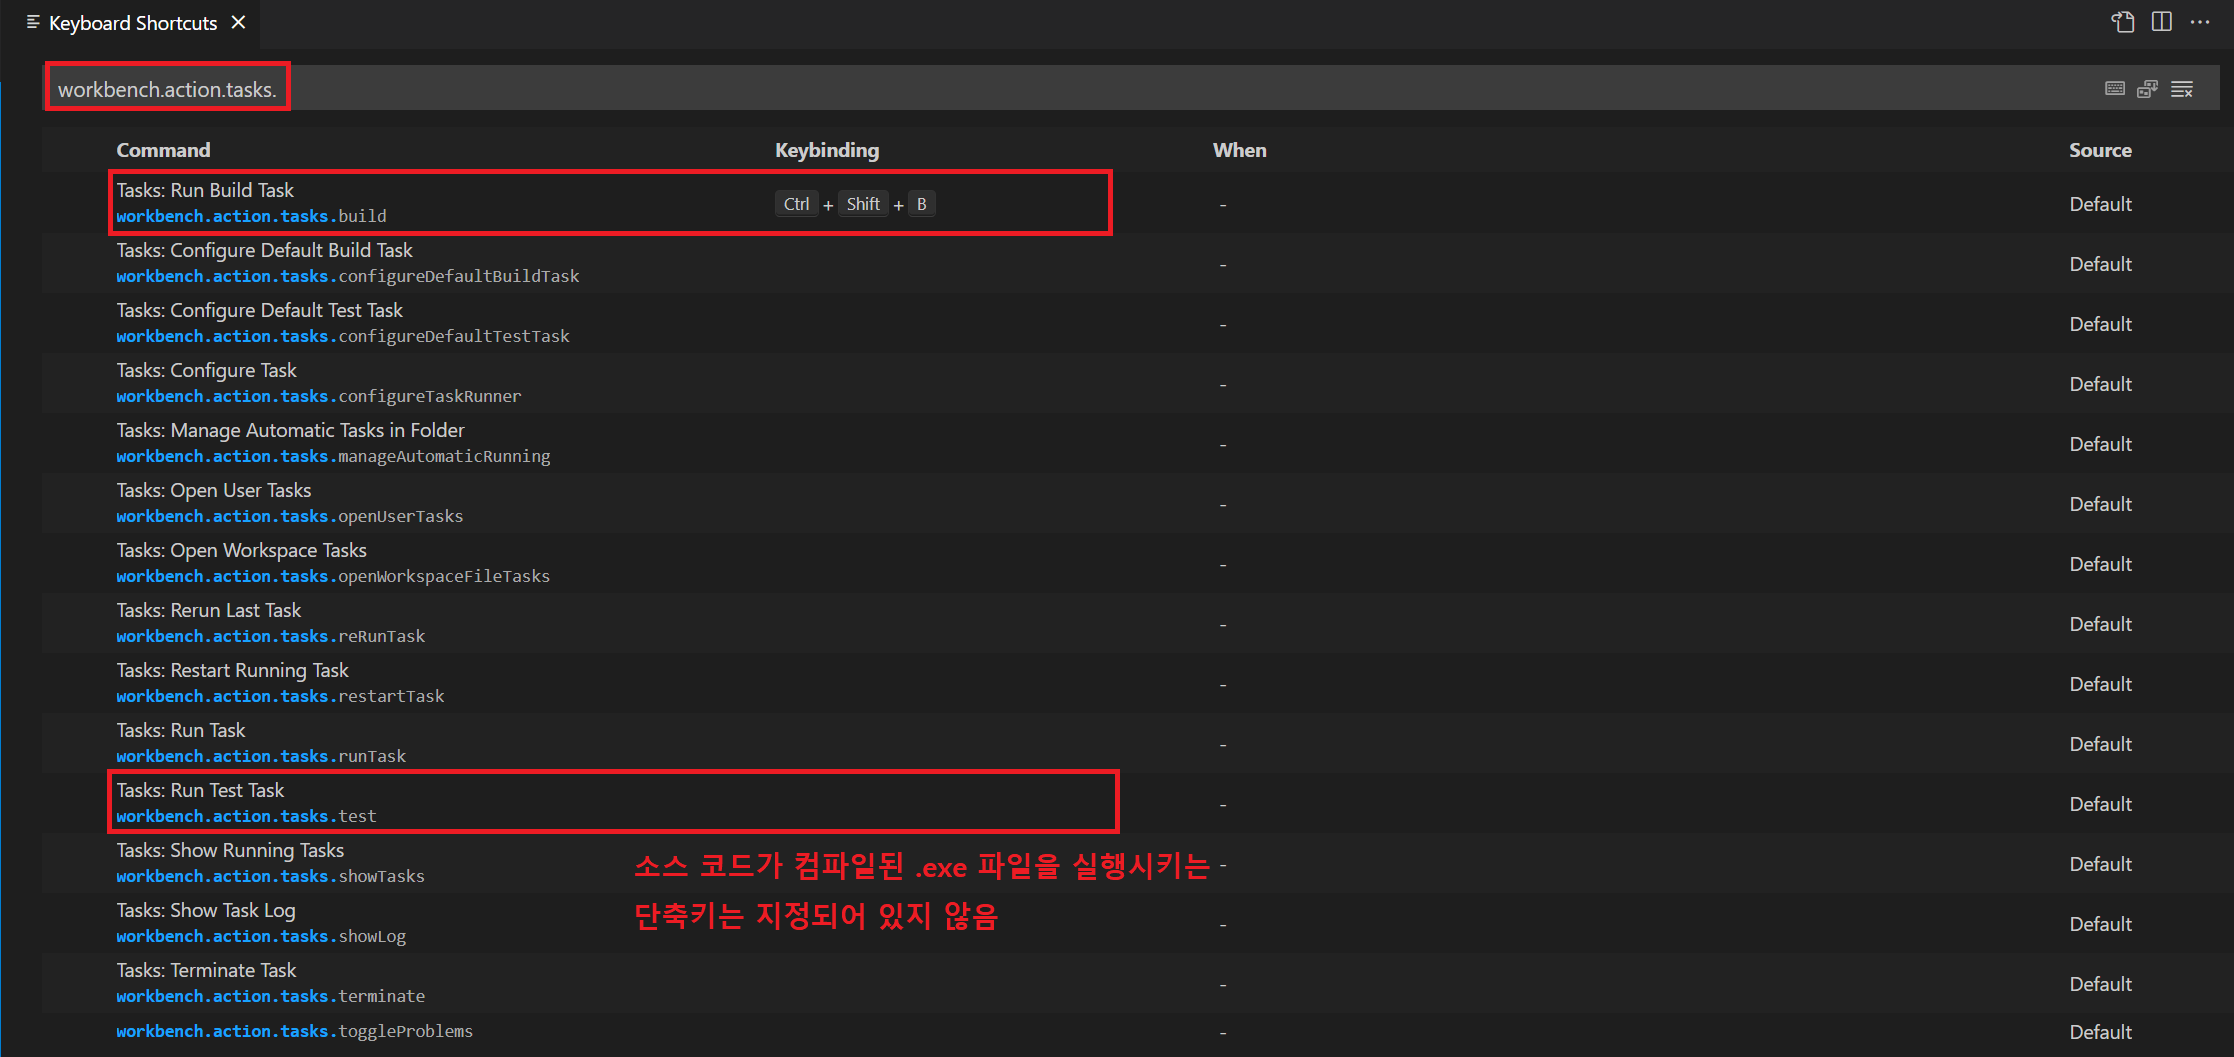 Keyboard Shortcuts
workbench.action.tasks.
Command Keybinding When Source
Tasks: Run Build Task
workbench.action.tasks.build
Ctrl + Shift + B - Default
Tasks: Configure Default Build Task
workbench.action.tasks.configureDefaultBuildTask
- Default
Tasks: Configure Default Test Task
workbench.action.tasks.configureDefaultTestTask
- Default
Tasks: Configure Task
workbench.action.tasks.configureTaskRunner
- Default
Tasks: Manage Automatic Tasks in Folder
workbench.action.tasks.manageAutomaticRunning
- Default
Tasks: Open User Tasks
workbench.action.tasks.openUserTasks
- Default
Tasks: Open Workspace Tasks
workbench.action.tasks.openWorkspaceFileTasks
- Default
Tasks: Rerun Last Task
workbench.action.tasks.reRunTask
- Default
Tasks: Restart Running Task
workbench.action.tasks.restartTask
- Default
Tasks: Run Task
workbench.action.tasks.runTask
- Default
Tasks: Run Test Task
workbench.action.tasks.test
- Default
Tasks: Show Running Tasks
workbench.action.tasks.showTasks
- Default
소스 코드가 컴파일된 .exe 파일을 실행시키는
단축키는 지정되어 있지 않음
Tasks: Show Task Log
workbench.action.tasks.showLog
- Default
Tasks: Terminate Task
workbench.action.tasks.terminate
- Default
workbench.action.tasks.toggleProblems
- Default